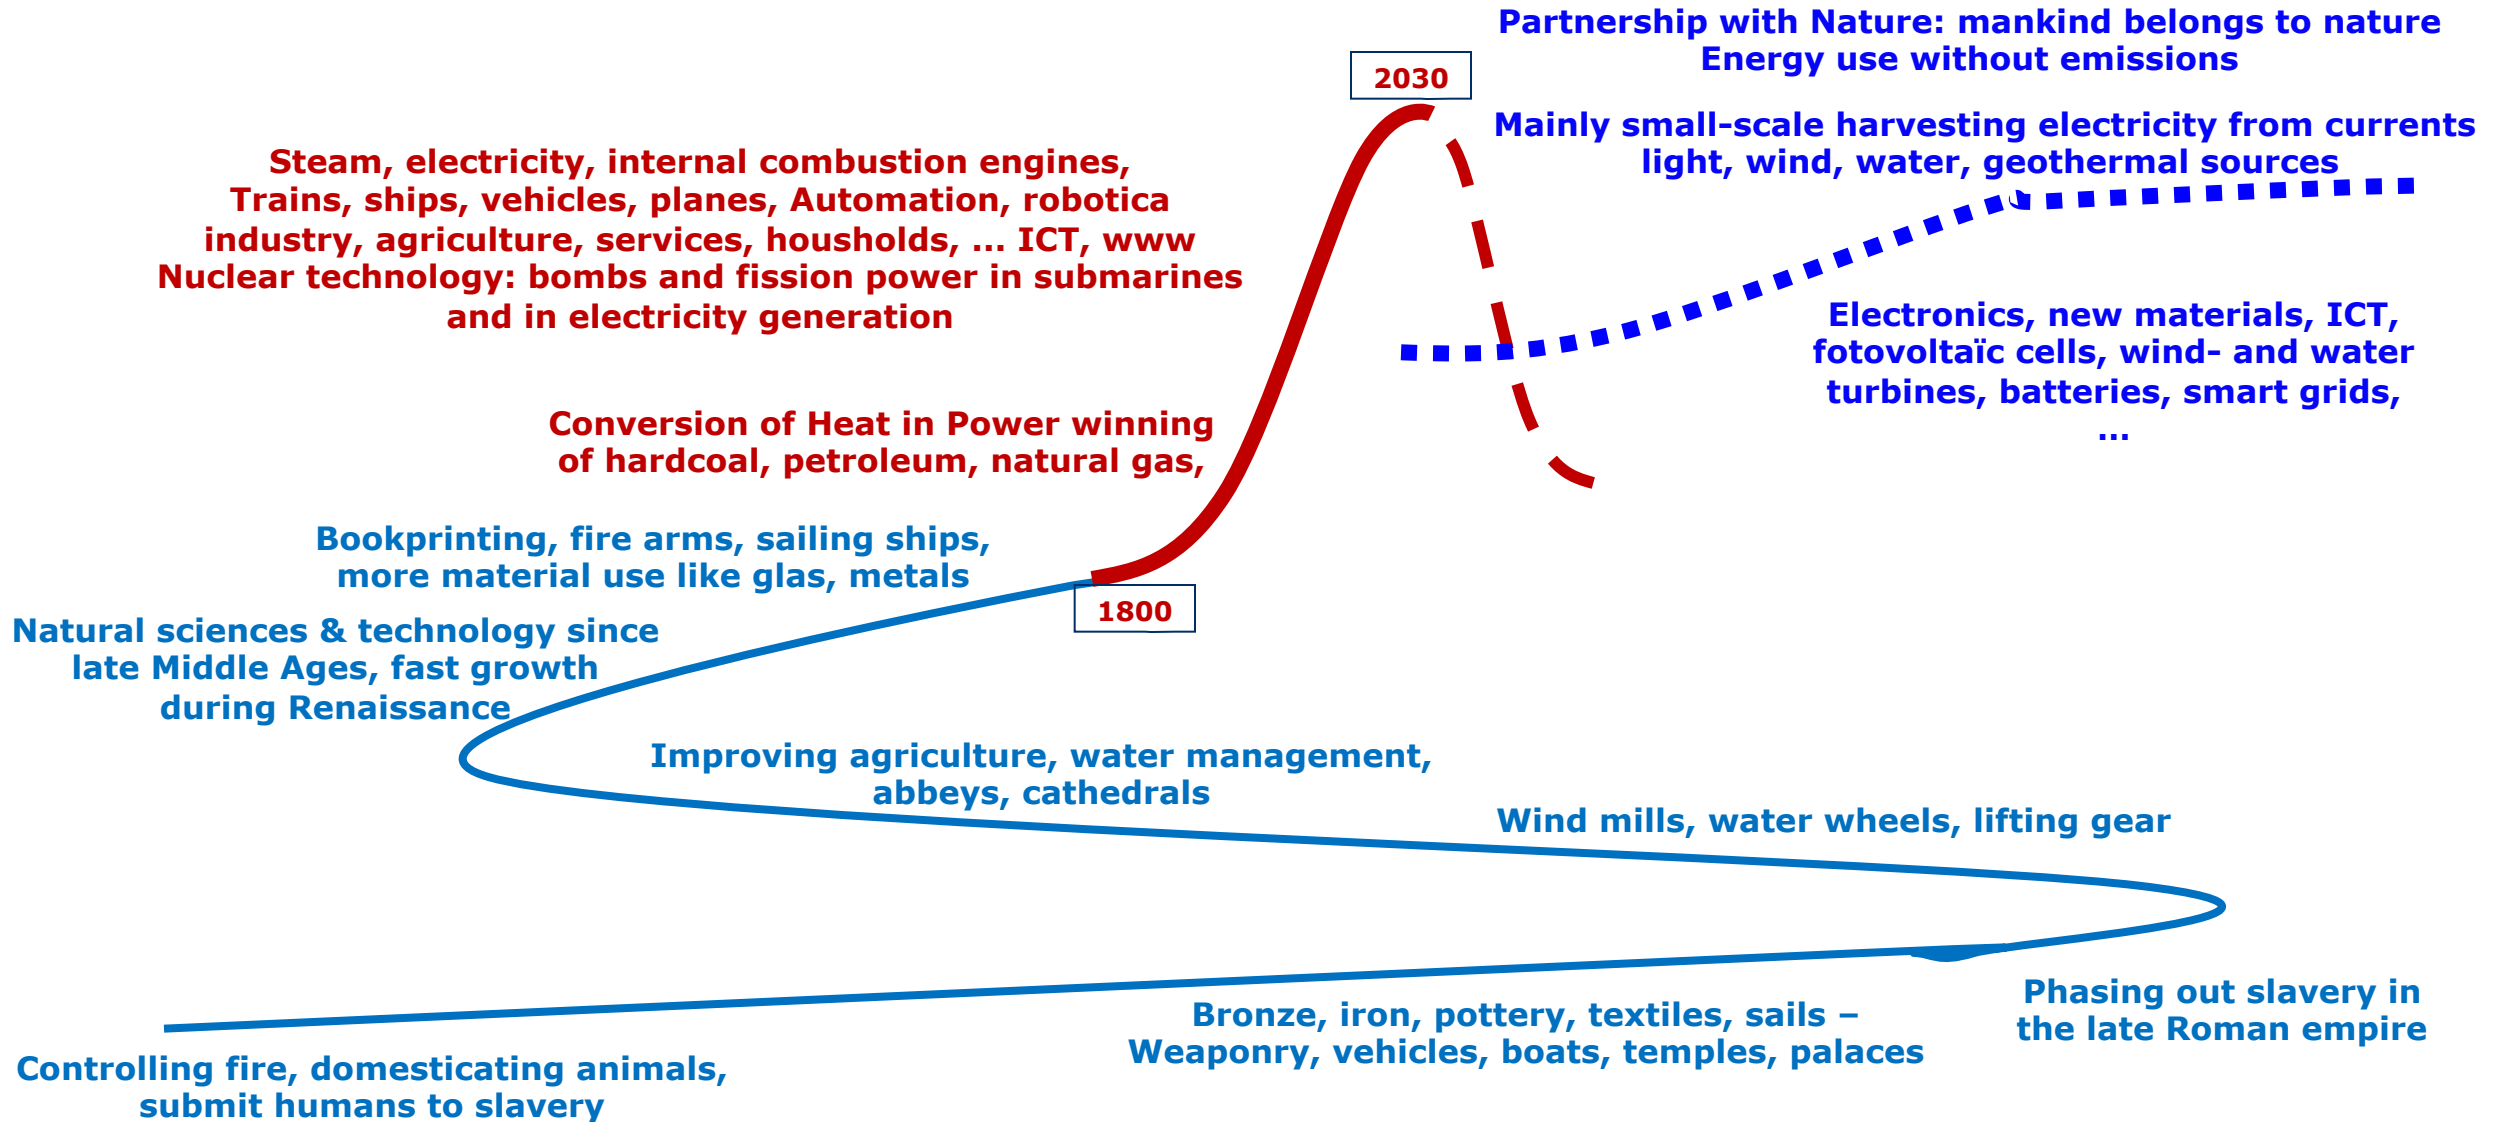 Partnership with Nature: mankind belongs to nature
Energy use without emissions
2030
Mainly small-scale harvesting electricity from currents
light, wind, water, geothermal sources
Steam, electricity, internal combustion engines,
Trains, ships, vehicles, planes, Automation, robotica
industry, agriculture, services, housholds, ... ICT, www
Nuclear technology: bombs and fission power in submarines
and in electricity generation
Electronics, new materials, ICT,
fotovoltaïc cells, wind- and water
turbines, batteries, smart grids,
...
Conversion of Heat in Power winning
of hardcoal, petroleum, natural gas,
Bookprinting, fire arms, sailing ships,
more material use like glas, metals
1800
Natural sciences & technology since
late Middle Ages, fast growth
during Renaissance
Improving agriculture, water management,
abbeys, cathedrals
Wind mills, water wheels, lifting gear
Phasing out slavery in
the late Roman empire
Bronze, iron, pottery, textiles, sails –
Weaponry, vehicles, boats, temples, palaces
Controlling fire, domesticating animals,
submit humans to slavery